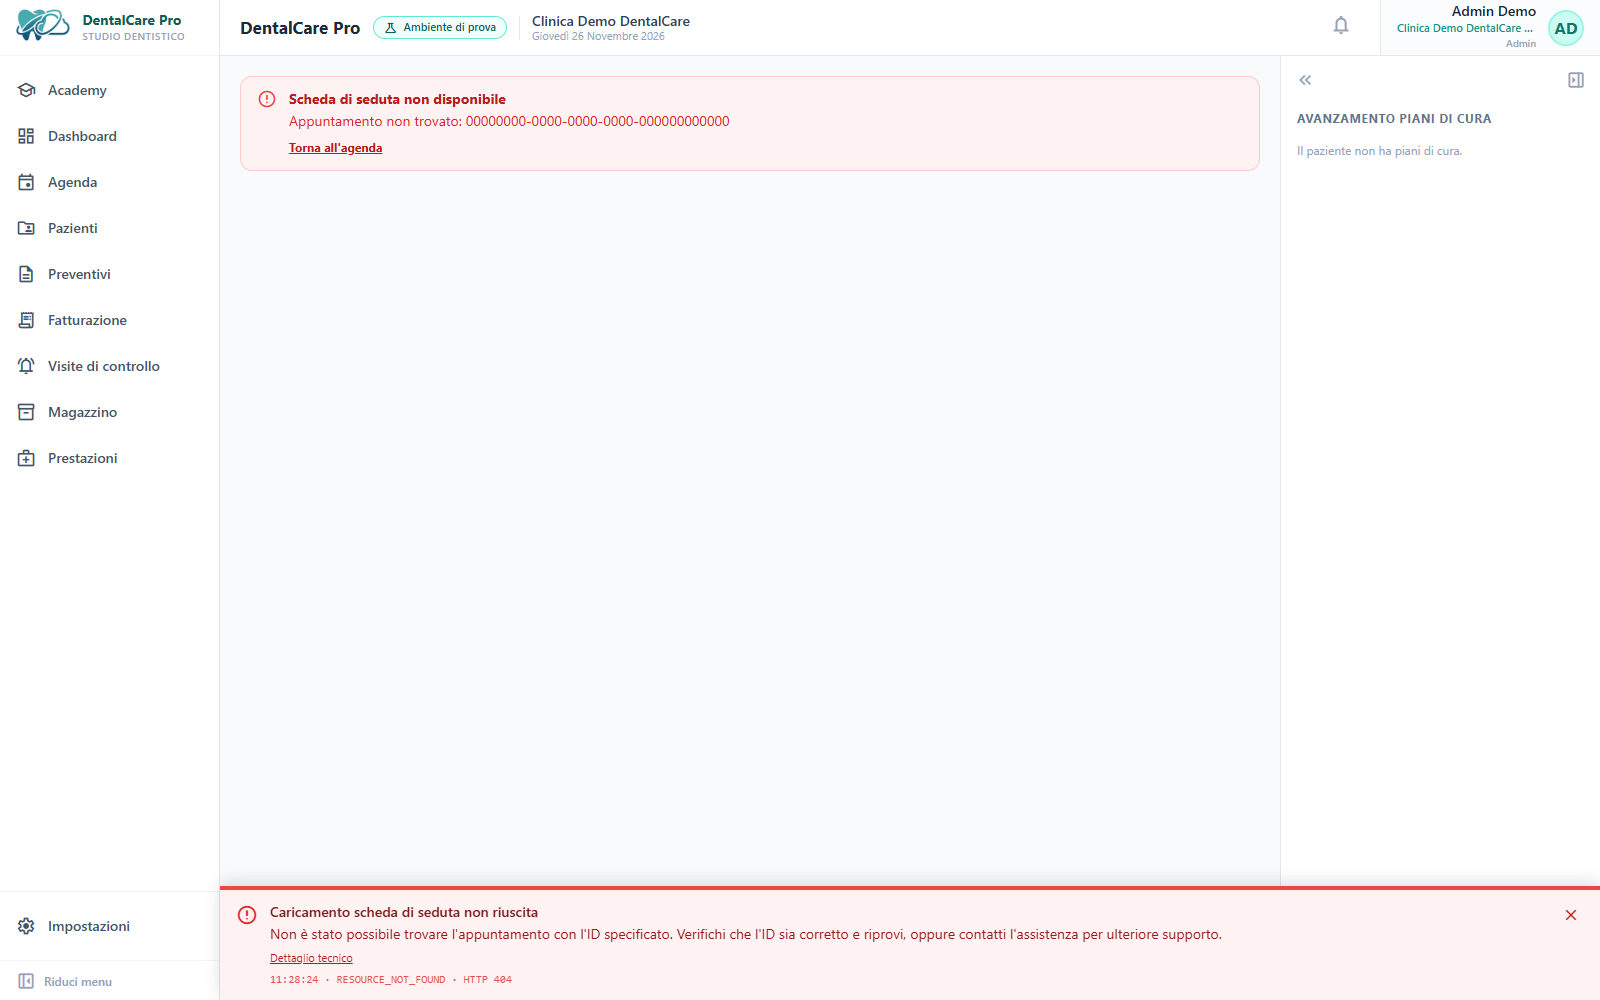 DentalCare Pro
STUDIO DENTISTICO
Academy
Dashboard
Agenda
Pazienti
Preventivi
Fatturazione
Visite di controllo
Magazzino
Prestazioni
Impostazioni
Riduci menu
DentalCare Pro
Ambiente di prova
Clinica Demo DentalCare
Giovedì 26 Novembre 2026
Admin Demo
Clinica Demo DentalCare ...
Admin
AD
Scheda di seduta non disponibile
Appuntamento non trovato: 00000000-0000-0000-0000-000000000000
Torna all'agenda
AVANZAMENTO PIANI DI CURA
Il paziente non ha piani di cura.
Caricamento scheda di seduta non riuscita
Non è stato possibile trovare l'appuntamento con l'ID specificato. Verifichi che l'ID sia corretto e riprovi, oppure contatti l'assistenza per ulteriore supporto.
Dettaglio tecnico
11:28:24 · RESOURCE_NOT_FOUND · HTTP 404